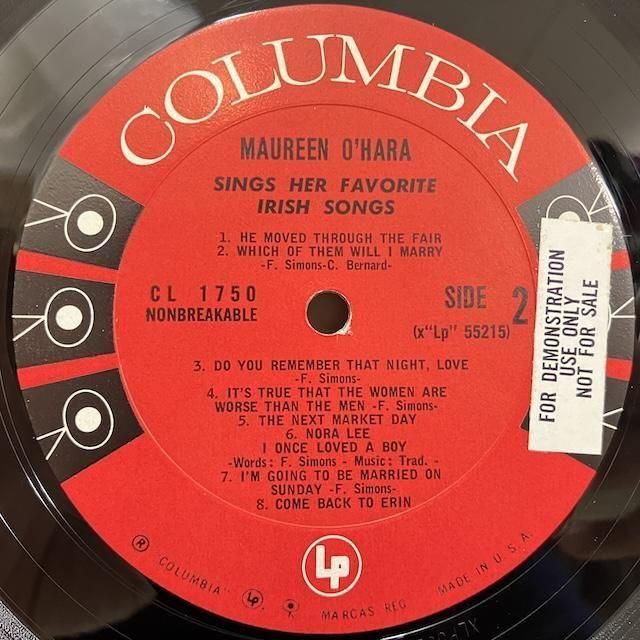 COLUMBIA
MAUREEN O'HARA
SINGS HER FAVORITE
IRISH SONGS
1. HE MOVED THROUGH THE FAIR
2. WHICH OF THEM WILL I MARRY
-F. Simons-C. Bernard-
CL 1750
NONBREAKABLE
SIDE 2
(x"Lp" 55215)
FOR DEMONSTRATION
USE ONLY
NOT FOR SALE
3. DO YOU REMEMBER THAT NIGHT, LOVE
-F. Simons-
4. IT'S TRUE THAT THE WOMEN ARE
WORSE THAN THE MEN -F. Simons-
5. THE NEXT MARKET DAY
6. NORA LEE
I ONCE LOVED A BOY
-Words: F. Simons - Music: Trad. -
7. I'M GOING TO BE MARRIED ON
SUNDAY -F. Simons-
8. COME BACK TO ERIN
Lp
® "COLUMBIA" Lp MARCAS REG MADE IN U.S.A.